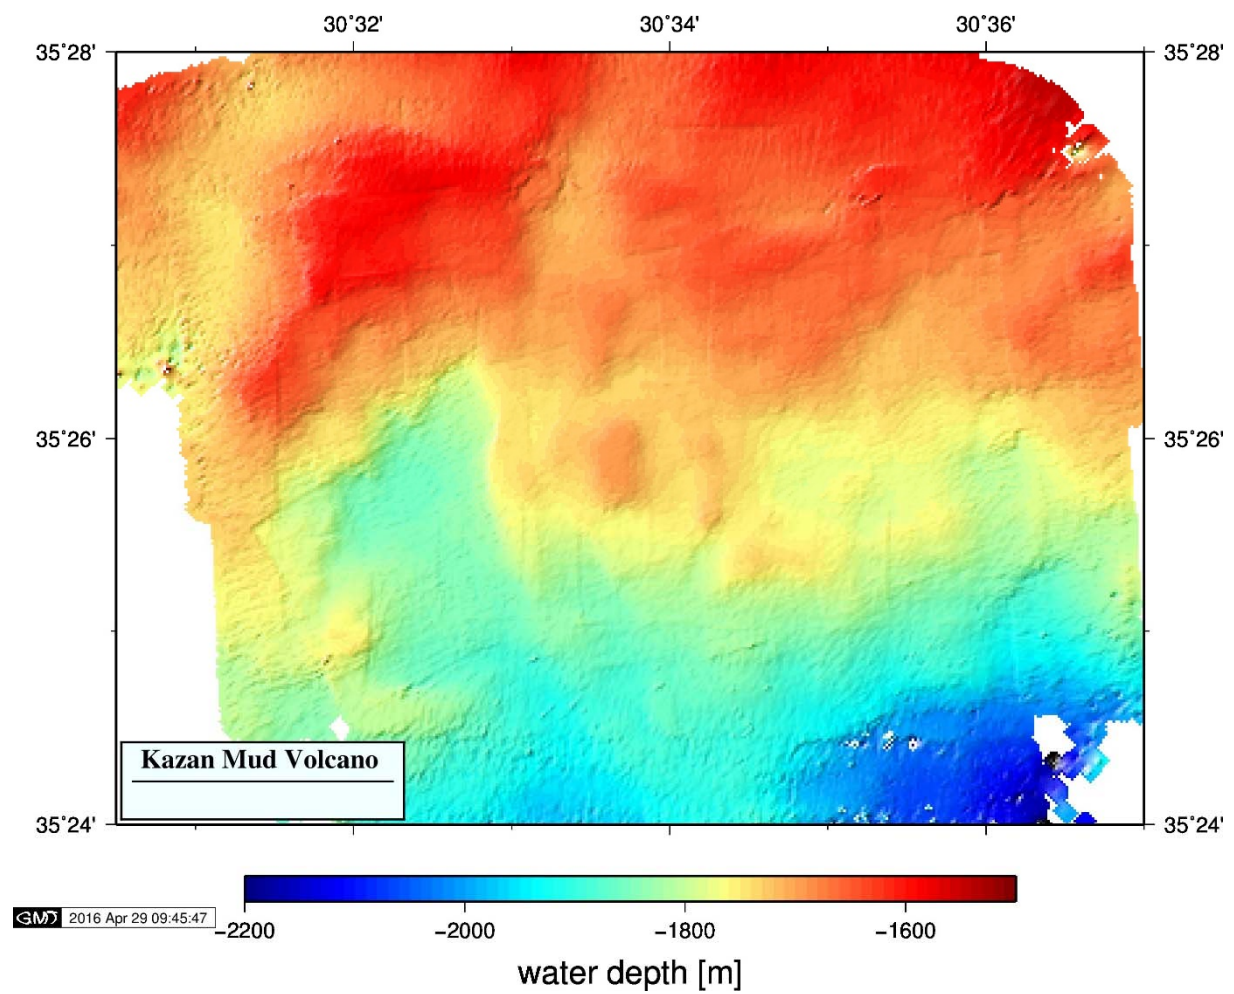 30˚32' 30˚34' 30˚36'
35˚28' 35˚28'
35˚26' 35˚26'
Kazan Mud Volcano
35˚24' 35˚24'
GMT 2016 Apr 29 09:45:47
−2200 −2000 −1800 −1600
water depth [m]